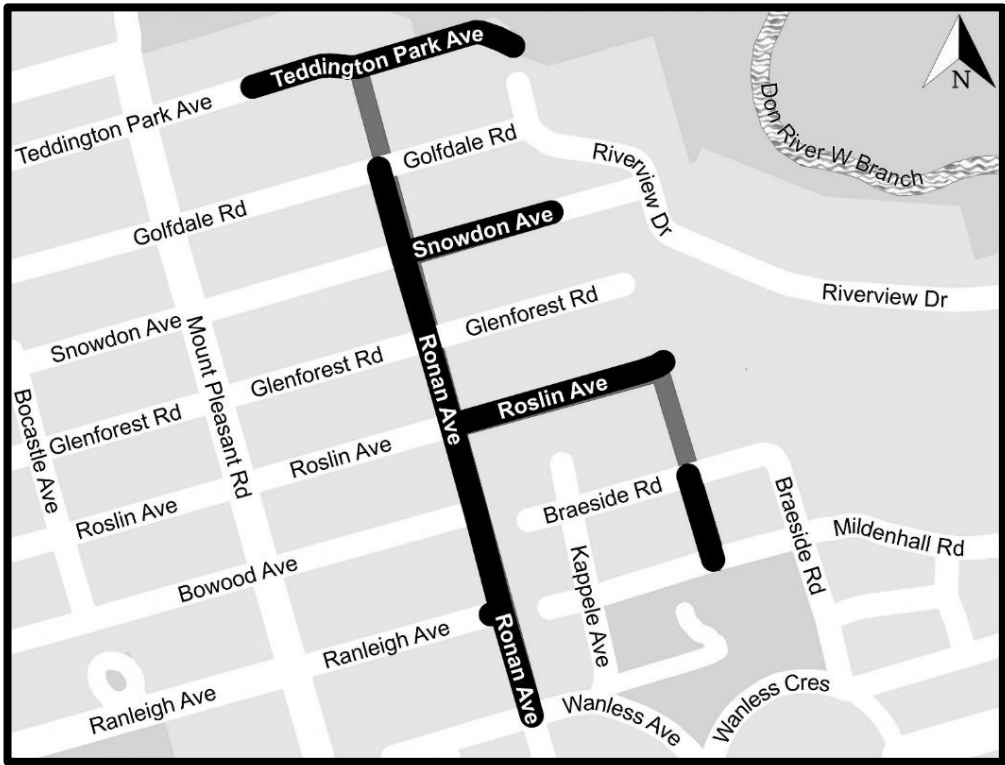 Teddington Park Ave
Teddington Park Ave
N
Don River W Branch
Golfdale Rd
Golfdale Rd
Riverview Dr
Riverview Dr
Snowdon Ave
Snowdon Ave
Glenforest Rd
Glenforest Rd
Glenforest Rd
Mount Pleasant Rd
Bocastle Ave
Ronan Ave
Roslin Ave
Roslin Ave
Roslin Ave
Braeside Rd
Braeside Rd
Mildenhall Rd
Bowood Ave
Kappele Ave
Ranleigh Ave
Ranleigh Ave
Ronan Ave
Wanless Ave
Wanless Cres